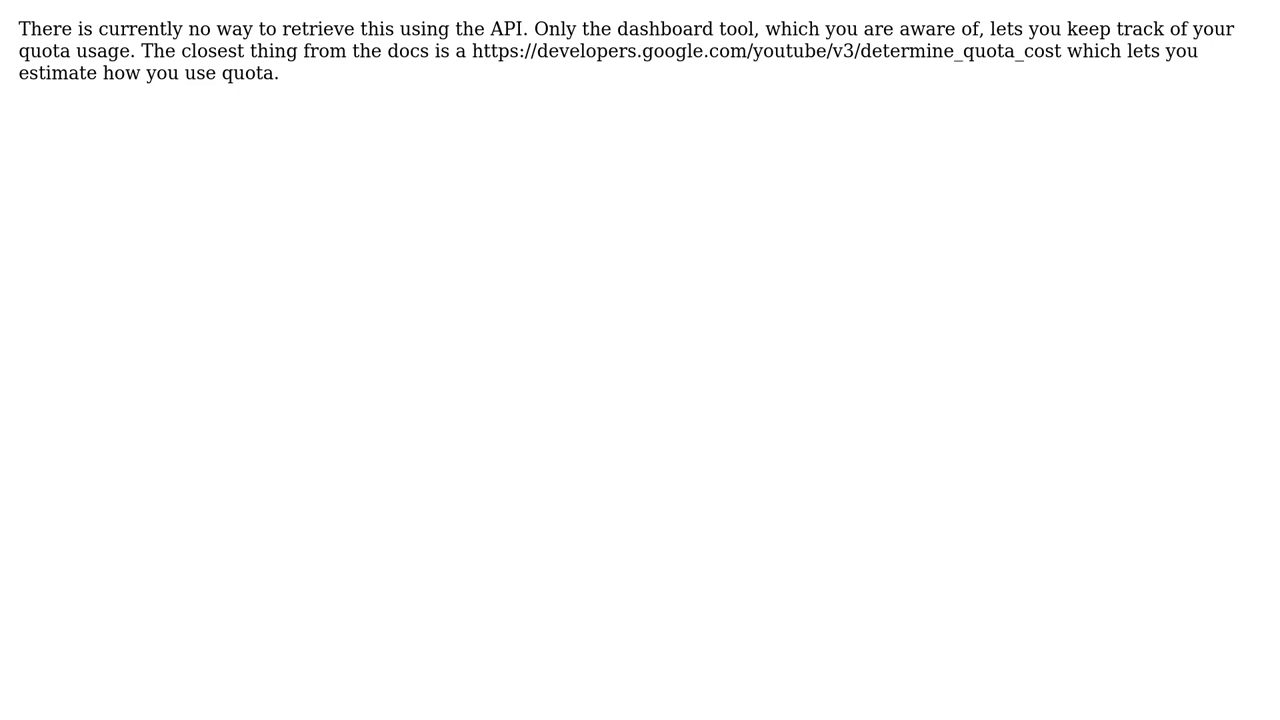 There is currently no way to retrieve this using the API. Only the dashboard tool, which you are aware of, lets you keep track of your
quota usage. The closest thing from the docs is a https://developers.google.com/youtube/v3/determine_quota_cost which lets you
estimate how you use quota.